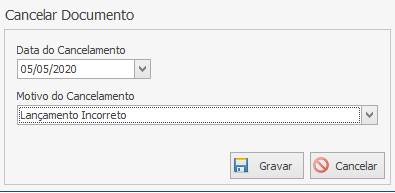 Cancelar Documento
Data do Cancelamento
05/05/2020
Motivo do Cancelamento
Lançamento Incorreto
Gravar
Cancelar